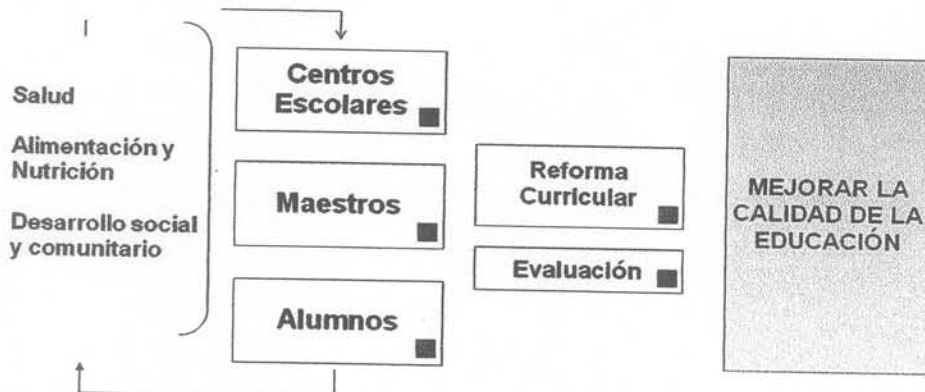 Salud
Alimentación y
Nutrición
Desarrollo social
y comunitario
Centros
Escolares
Maestros
Alumnos
Reforma
Curricular
Evaluación
MEJORAR LA
CALIDAD DE LA
EDUCACIÓN